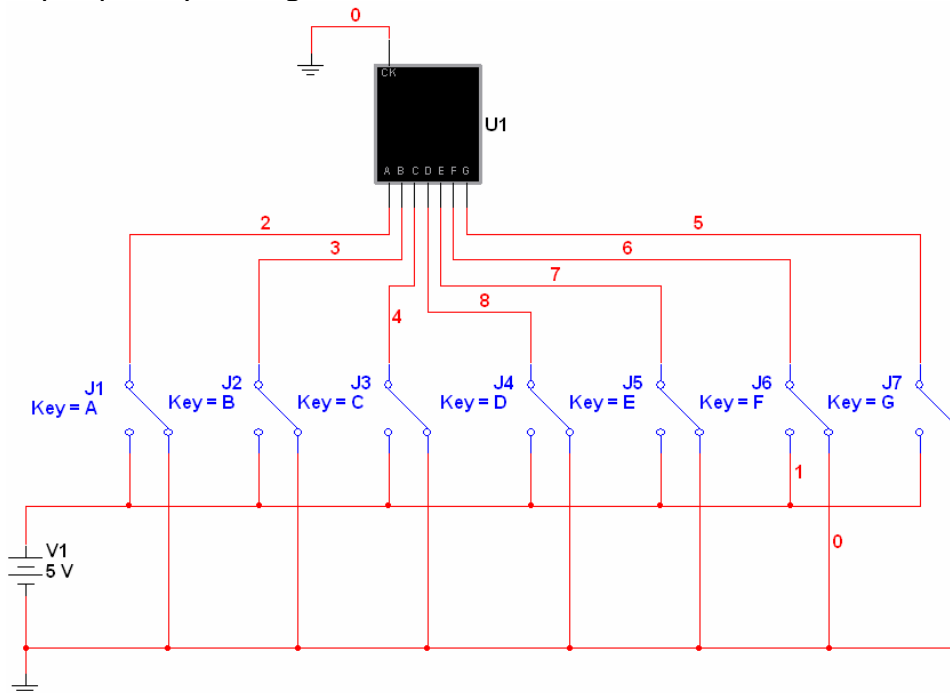 0
CK
U1
A B C D E F G
2
3
4
8
7
6
5
J1
Key = A
J2
Key = B
J3
Key = C
J4
Key = D
J5
Key = E
J6
Key = F
J7
Key = G
1
0
V1
5 V